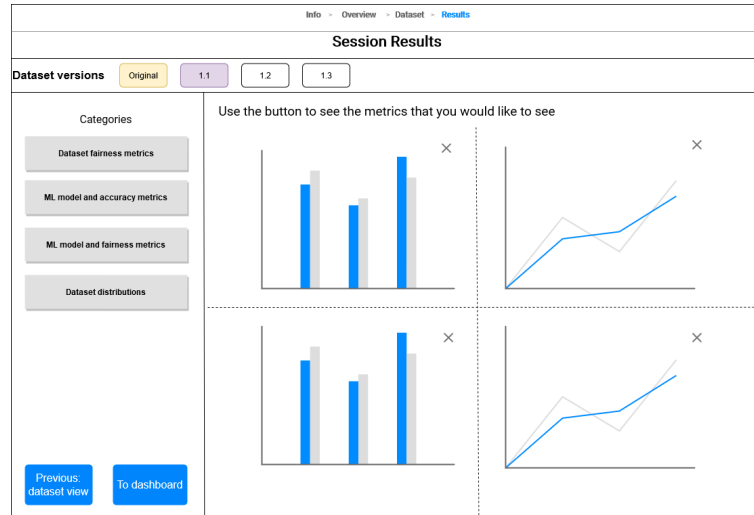 Info > Overview > Dataset > Results
Session Results
Dataset versions Original 1.1 1.2 1.3
Categories
Use the button to see the metrics that you would like to see
Dataset fairness metrics
ML model and accuracy metrics
ML model and fairness metrics
Dataset distributions
Previous:
dataset view
To dashboard